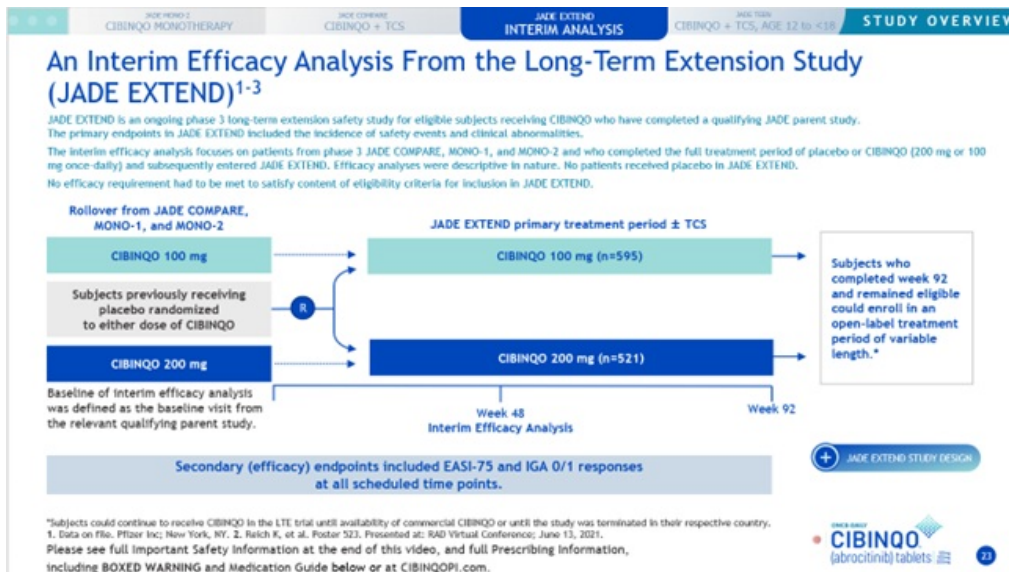 JADE MONO-2
CIBINQO MONOTHERAPY
JADE COMPARE
CIBINQO + TCS
JADE EXTEND
INTERIM ANALYSIS
JADE TEEN
CIBINQO + TCS, AGE 12 to <18
STUDY OVERVIEW
An Interim Efficacy Analysis From the Long-Term Extension Study
(JADE EXTEND)1-3
JADE EXTEND is an ongoing phase 3 long-term extension safety study for eligible subjects receiving CIBINQO who have completed a qualifying JADE parent study.
The primary endpoints in JADE EXTEND included the incidence of safety events and clinical abnormalities.
The interim efficacy analysis focuses on patients from phase 3 JADE COMPARE, MONO-1, and MONO-2 and who completed the full treatment period of placebo or CIBINQO (200 mg or 100
mg once-daily) and subsequently entered JADE EXTEND. Efficacy analyses were descriptive in nature. No patients received placebo in JADE EXTEND.
No efficacy requirement had to be met to satisfy content of eligibility criteria for inclusion in JADE EXTEND.
Rollover from JADE COMPARE,
MONO-1, and MONO-2
JADE EXTEND primary treatment period ± TCS
CIBINQO 100 mg
CIBINQO 100 mg (n=595)
Subjects previously receiving
placebo randomized
to either dose of CIBINQO
R
CIBINQO 200 mg
CIBINQO 200 mg (n=521)
Subjects who
completed week 92
and remained eligible
could enroll in an
open-label treatment
period of variable
length.*
Baseline of interim efficacy analysis
was defined as the baseline visit from
the relevant qualifying parent study.
Week 48
Interim Efficacy Analysis
Week 92
Secondary (efficacy) endpoints included EASI-75 and IGA 0/1 responses
at all scheduled time points.
+ JADE EXTEND STUDY DESIGN
*Subjects could continue to receive CIBINQO in the LTE trial until availability of commercial CIBINQO or until the study was terminated in their respective country.
1. Data on file. Pfizer Inc; New York, NY. 2. Reich K, et al. Poster 523. Presented at: RAD Virtual Conference; June 13, 2021.
Please see full Important Safety Information at the end of this video, and full Prescribing Information,
including BOXED WARNING and Medication Guide below or at CIBINQOPI.com.
ONCE-DAILY
CIBINQO
(abrocitinib) tablets
23